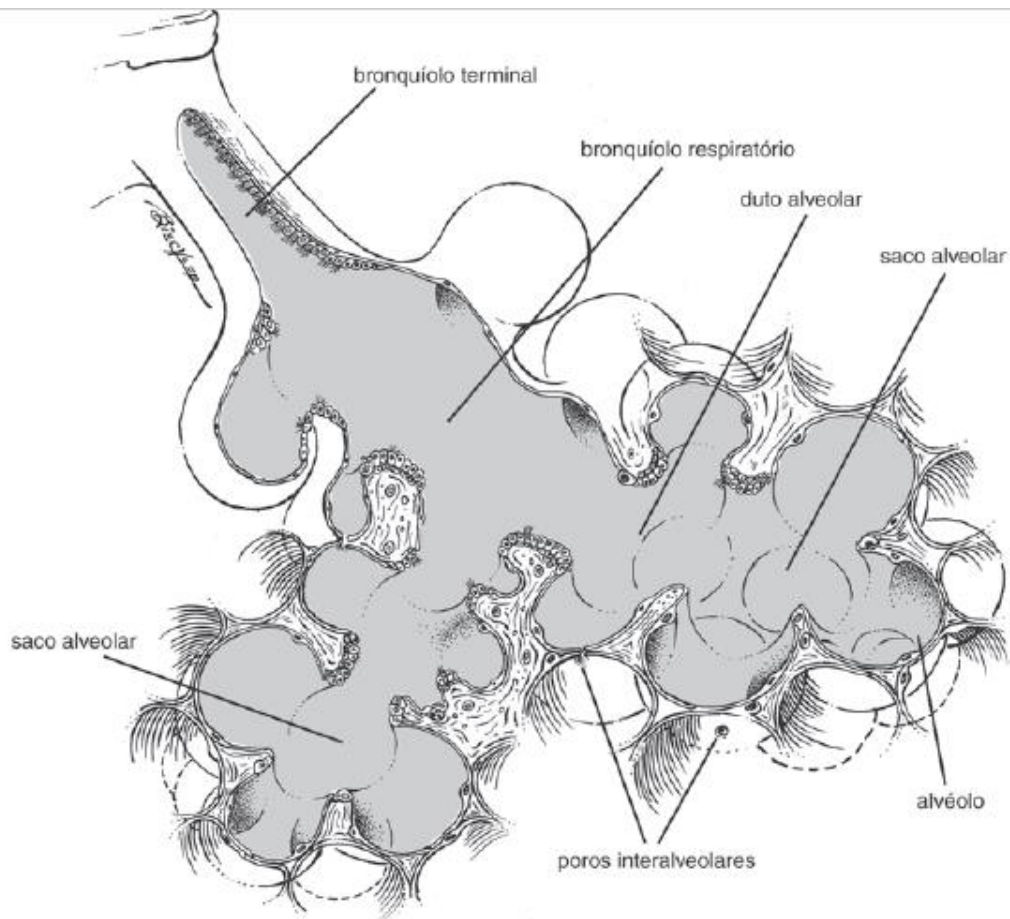 bronquíolo terminal
bronquíolo respiratório
duto alveolar
saco alveolar
saco alveolar
alvéolo
poros interalveolares